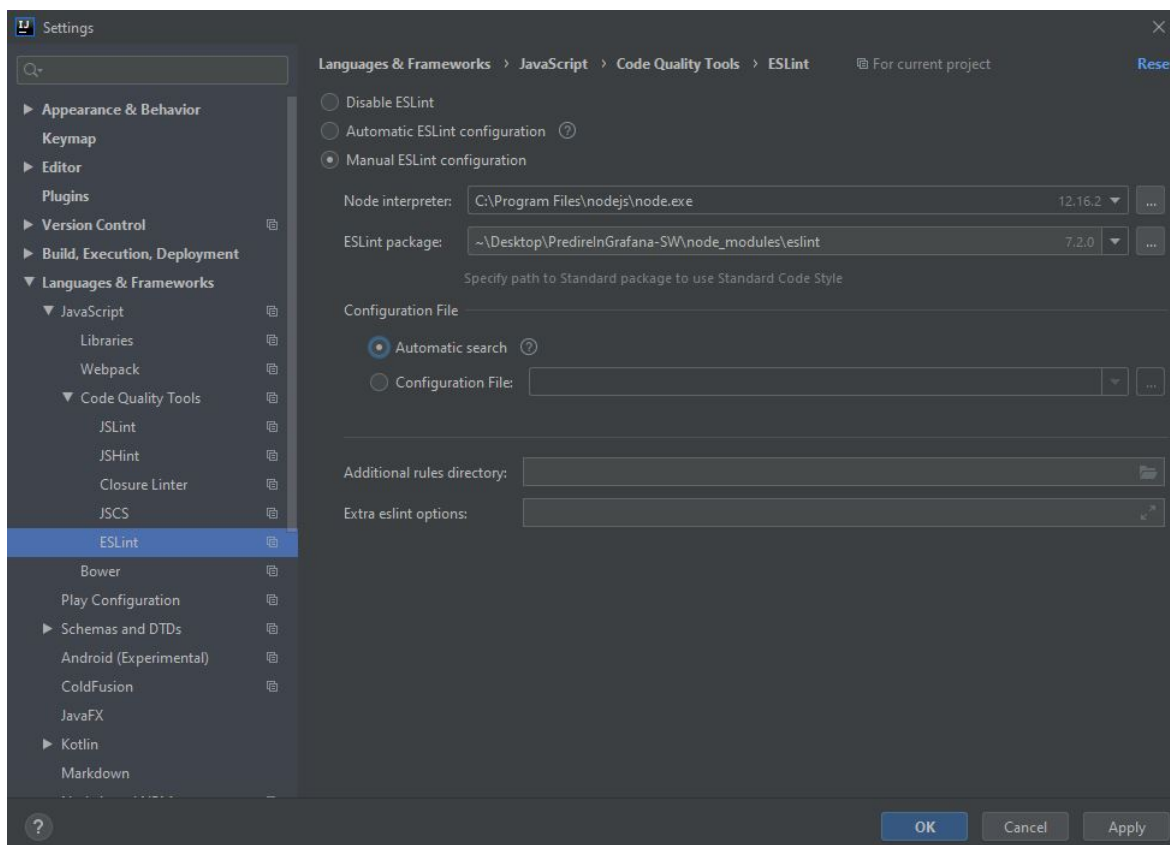 IJ Settings
Languages & Frameworks › JavaScript › Code Quality Tools › ESLint For current project Rese
Appearance & Behavior
Keymap
Editor
Plugins
Version Control
Build, Execution, Deployment
Languages & Frameworks
JavaScript
Libraries
Webpack
Code Quality Tools
JSLint
JSHint
Closure Linter
JSCS
ESLint
Bower
Play Configuration
Schemas and DTDs
Android (Experimental)
ColdFusion
JavaFX
Kotlin
Markdown
Disable ESLint
Automatic ESLint configuration ?
Manual ESLint configuration
Node interpreter: C:\Program Files\nodejs\node.exe 12.16.2 ...
ESLint package: ~\Desktop\PredireInGrafana-SW\node_modules\eslint 7.2.0 ...
Specify path to Standard package to use Standard Code Style
Configuration File
Automatic search ?
Configuration File: ...
Additional rules directory:
Extra eslint options:
? OK Cancel Apply